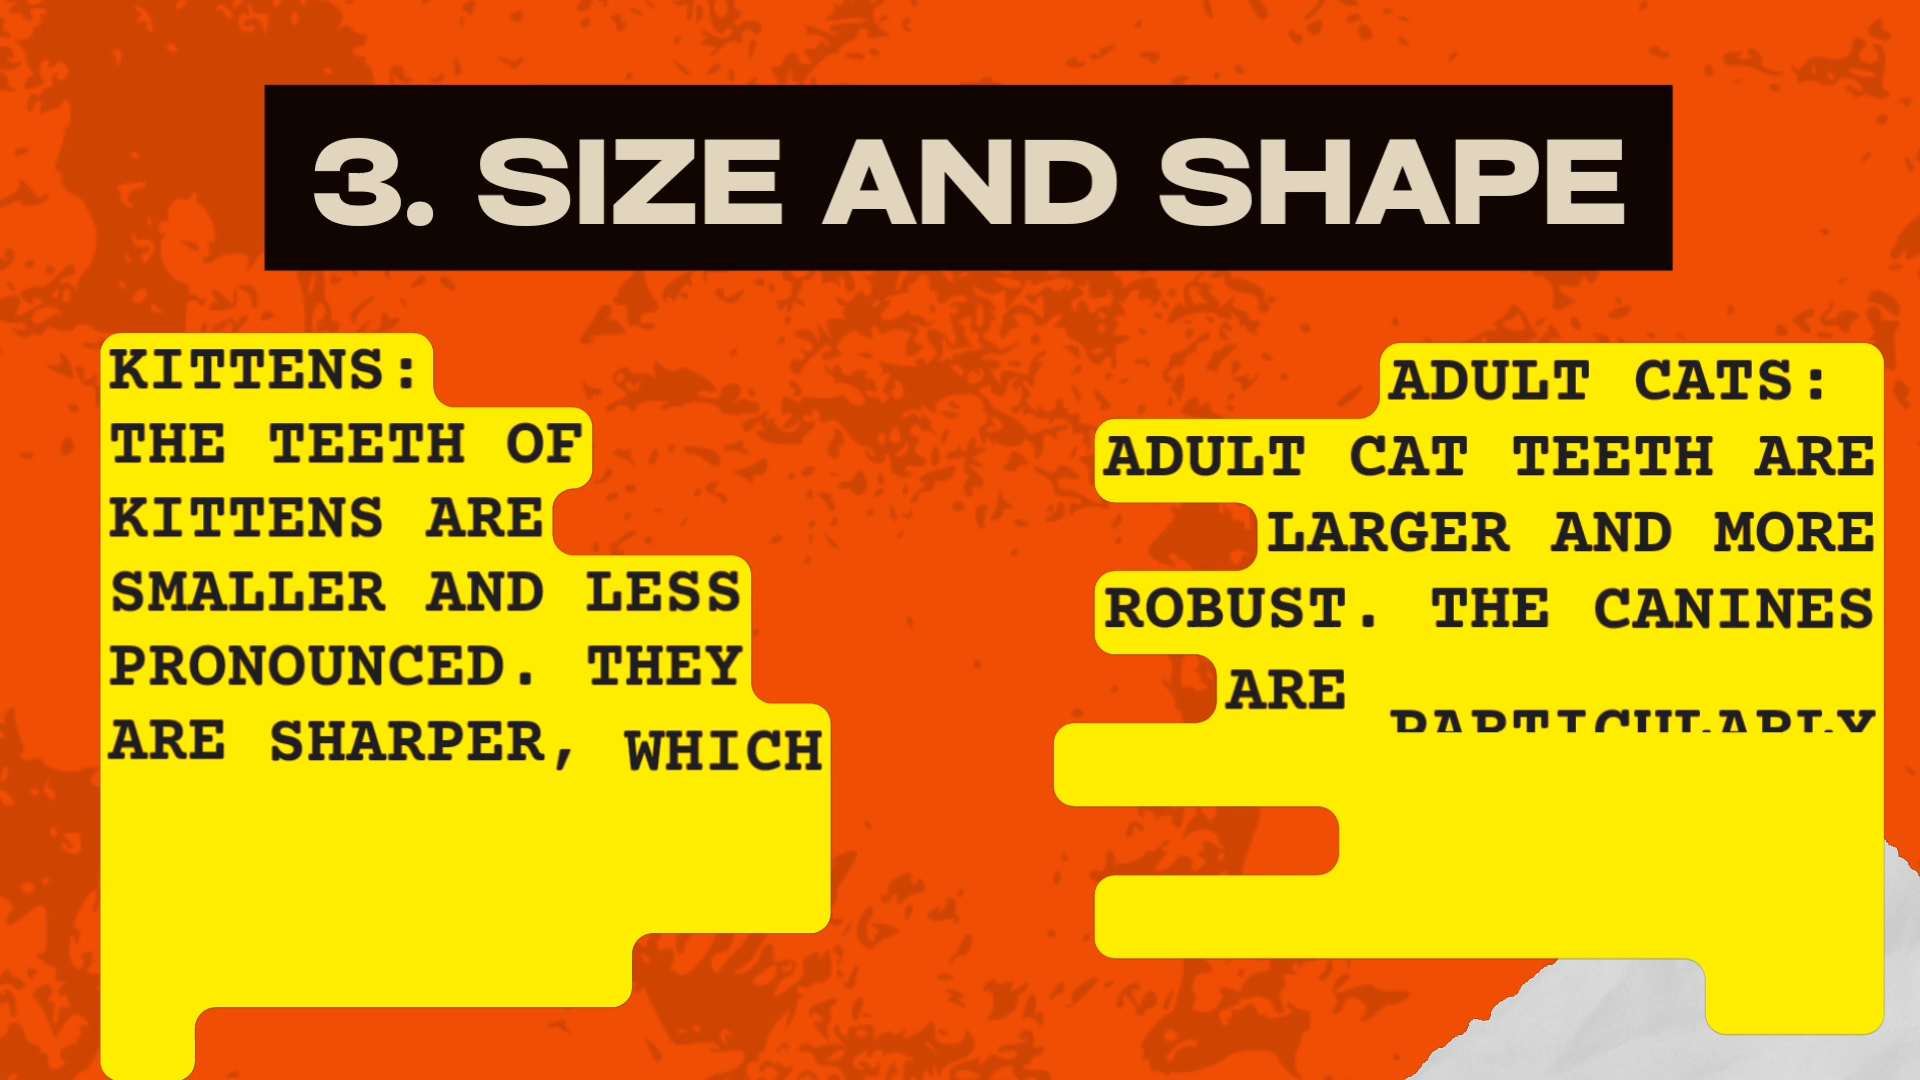 3. SIZE AND SHAPE
KITTENS:
THE TEETH OF
KITTENS ARE
SMALLER AND LESS
PRONOUNCED. THEY
ARE SHARPER, WHICH
ADULT CATS:
ADULT CAT TEETH ARE
LARGER AND MORE
ROBUST. THE CANINES
ARE PARTICULARLY